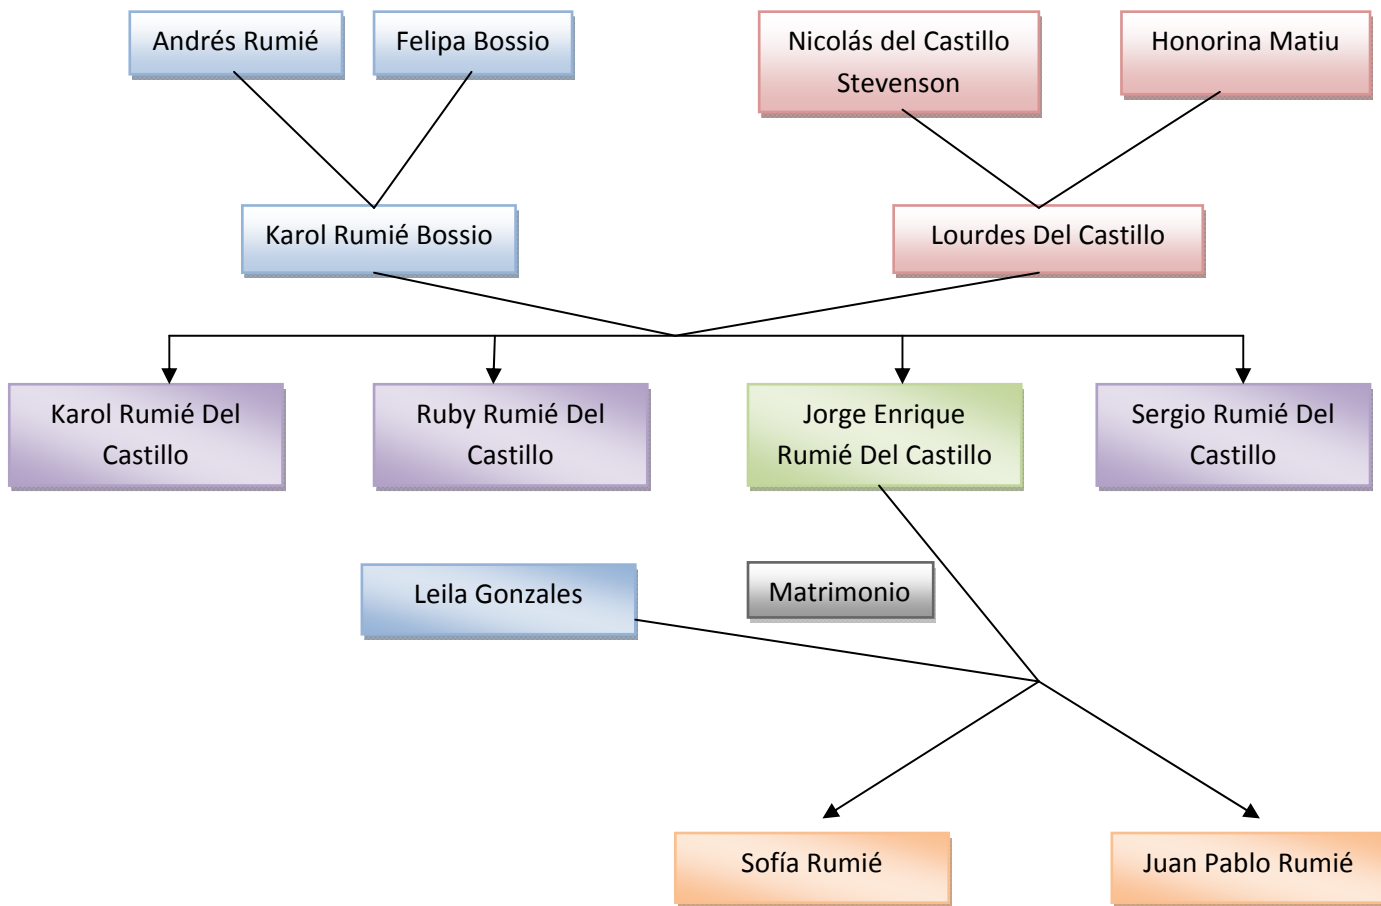 Andrés Rumié
Felipa Bossio
Nicolás del Castillo
Stevenson
Honorina Matiu
Karol Rumié Bossio
Lourdes Del Castillo
Karol Rumié Del
Castillo
Ruby Rumié Del
Castillo
Jorge Enrique
Rumié Del Castillo
Sergio Rumié Del
Castillo
Leila Gonzales
Matrimonio
Sofía Rumié
Juan Pablo Rumié